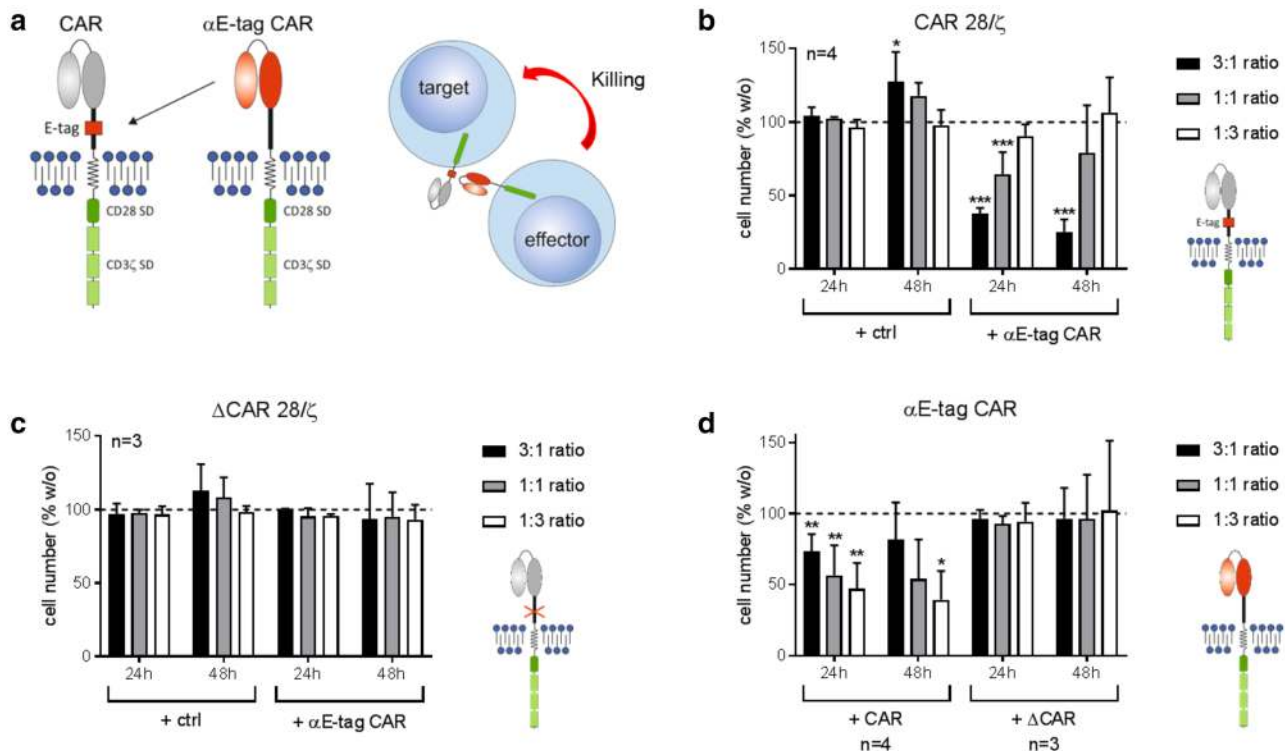 a
CAR
αE-tag CAR
E-tag
CD28 SD
CD3ζ SD
CD28 SD
CD3ζ SD
target
Killing
effector
b
CAR 28/ζ
n=4
cell number (% w/o)
150
100
50
0
*
***
***
***
24h
48h
24h
48h
+ ctrl
+ αE-tag CAR
3:1 ratio
1:1 ratio
1:3 ratio
E-tag
c
ΔCAR 28/ζ
n=3
cell number (% w/o)
150
100
50
0
24h
48h
24h
48h
+ ctrl
+ αE-tag CAR
3:1 ratio
1:1 ratio
1:3 ratio
d
αE-tag CAR
cell number (% w/o)
150
100
50
0
**
**
**
*
24h
48h
24h
48h
+ CAR
n=4
+ ΔCAR
n=3
3:1 ratio
1:1 ratio
1:3 ratio